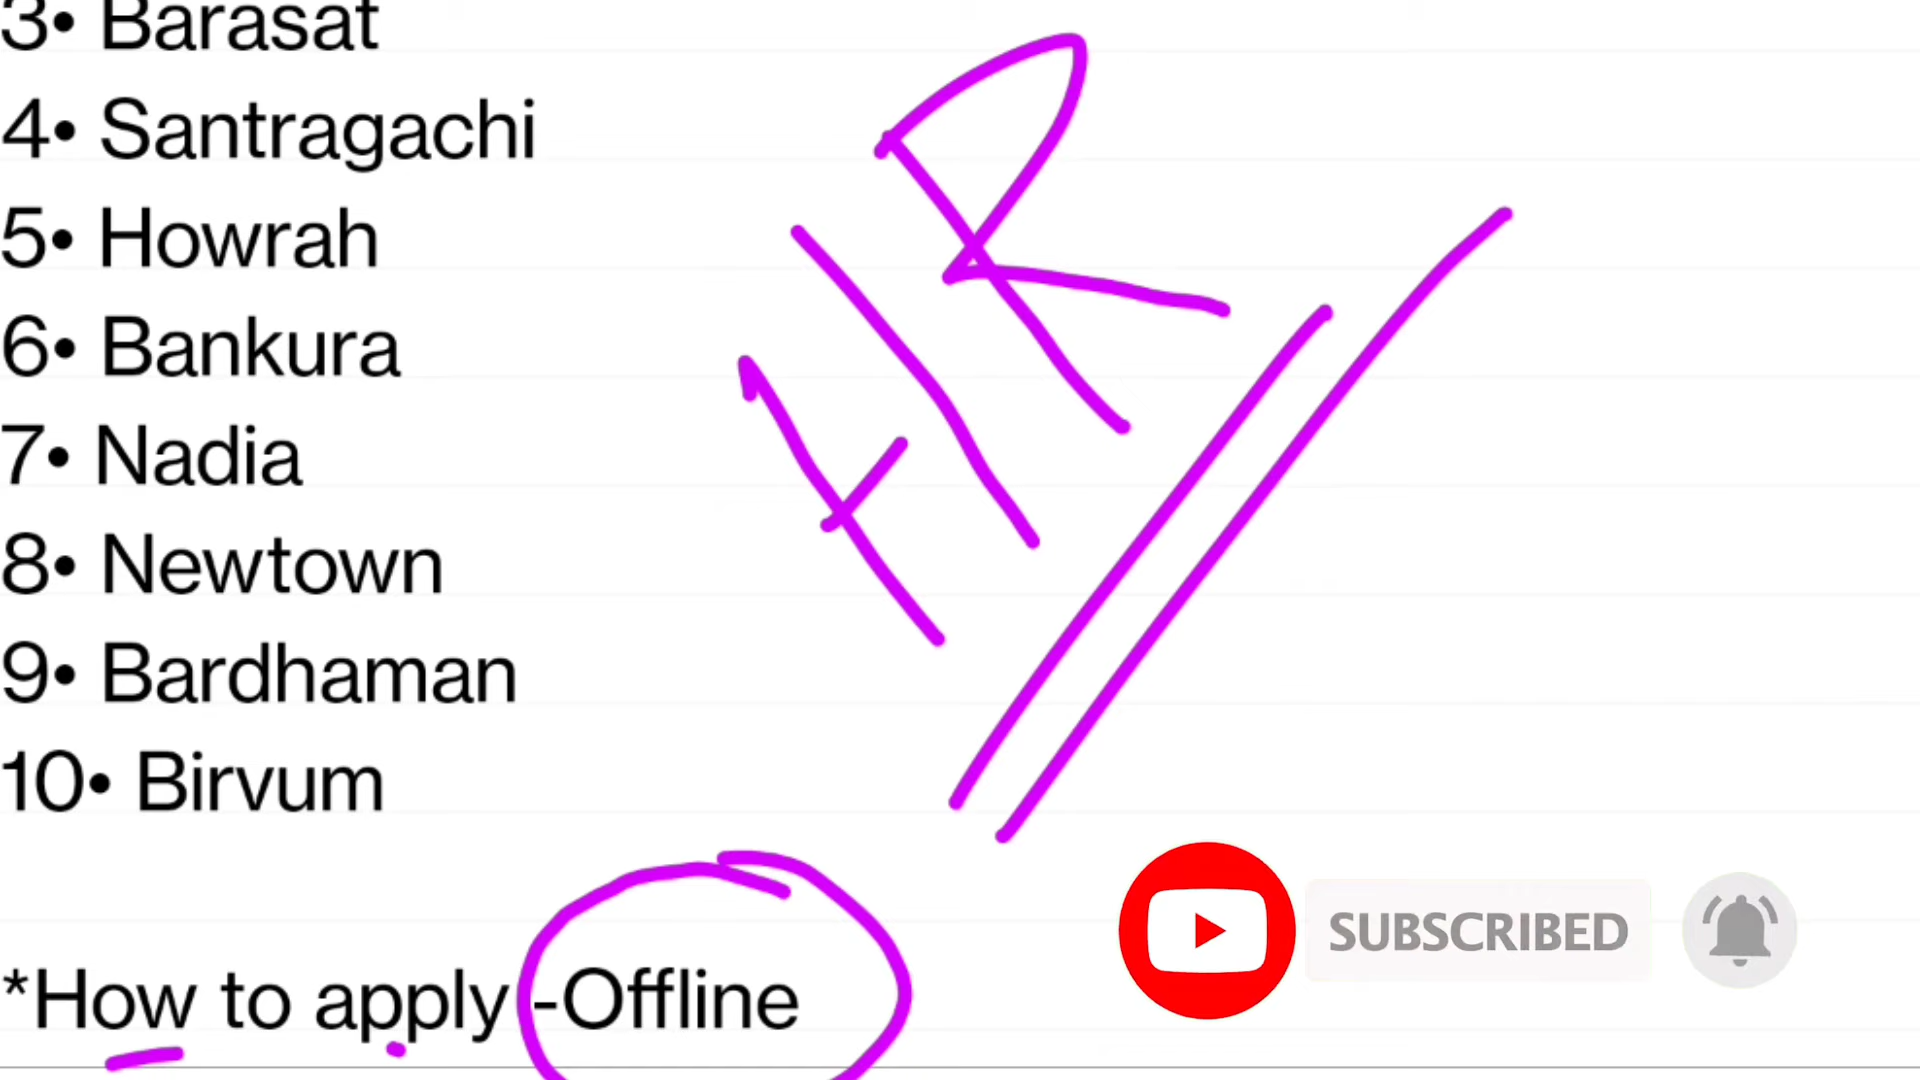 3• Barasat
4• Santragachi
5• Howrah
6• Bankura
7• Nadia
8• Newtown
9• Bardhaman
10• Birvum
HR
*How to apply -Offline
SUBSCRIBED